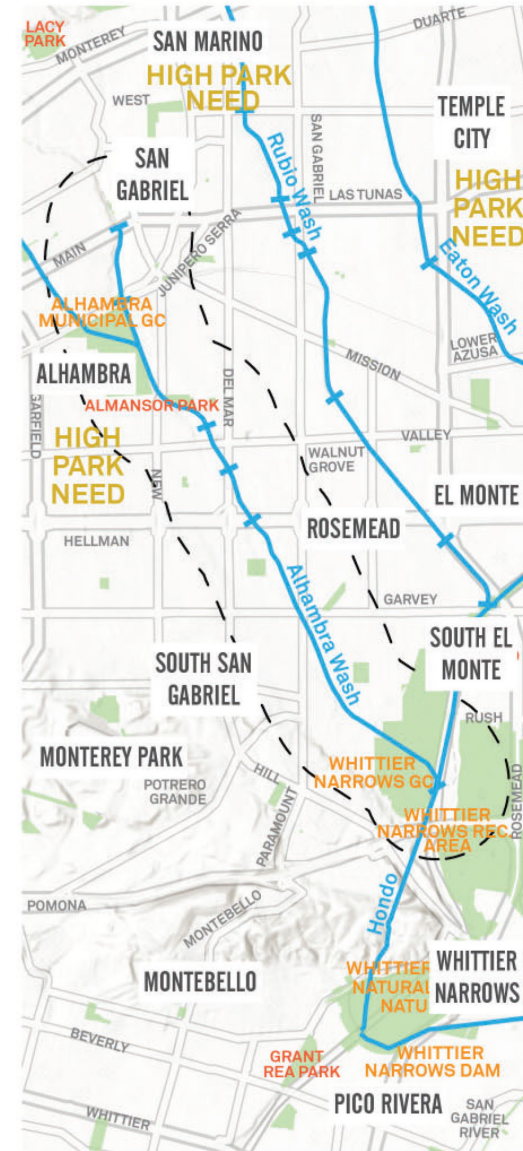 LACY
PARK
MONTEREY
SAN MARINO
DUARTE
HIGH PARK
NEED
WEST
TEMPLE
CITY
SAN
GABRIEL
SAN GABRIEL
Rubio Wash
LAS TUNAS
HIGH
PARK
NEED
MAIN
JUNIPERO SERRA
Eaton Wash
ALHAMBRA
MUNICIPAL GC
LOWER
AZUSA
MISSION
ALHAMBRA
GARFIELD
ALMANSOR PARK
DEL MAR
HIGH
PARK
NEED
VALLEY
WALNUT
GROVE
NEW
EL MONTE
ROSEMEAD
HELLMAN
Alhambra Wash
GARVEY
SOUTH EL
MONTE
SOUTH SAN
GABRIEL
RUSH
MONTEREY PARK
WHITTIER
NARROWS GC
HILL
POTRERO
GRANDE
ROSEMEAD
PARAMOUNT
WHITTIER
NARROWS REC
AREA
POMONA
MONTEBELLO
Hondo
MONTEBELLO
WHITTIER
NATURAL
NATU
WHITTIER
NARROWS
BEVERLY
GRANT
REA PARK
WHITTIER
NARROWS DAM
PICO RIVERA
WHITTIER
SAN
GABRIEL
RIVER